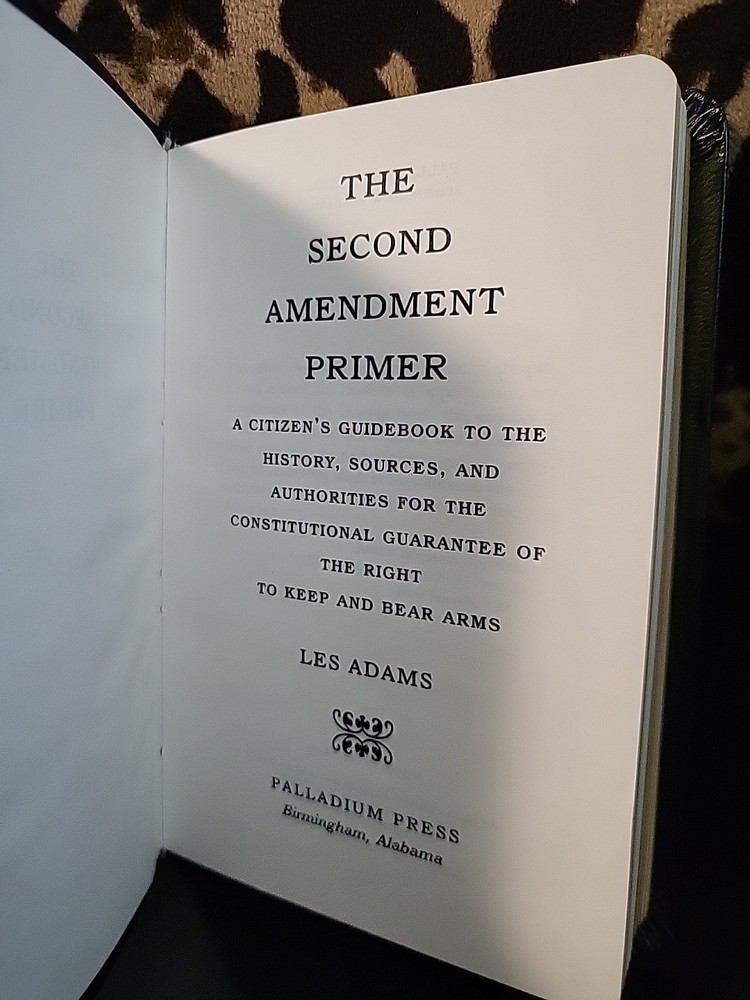 THE
SECOND
AMENDMENT
PRIMER
A CITIZEN'S GUIDEBOOK TO THE
HISTORY, SOURCES, AND
AUTHORITIES FOR THE
CONSTITUTIONAL GUARANTEE OF
THE RIGHT
TO KEEP AND BEAR ARMS
LES ADAMS
PALLADIUM PRESS
Birmingham, Alabama